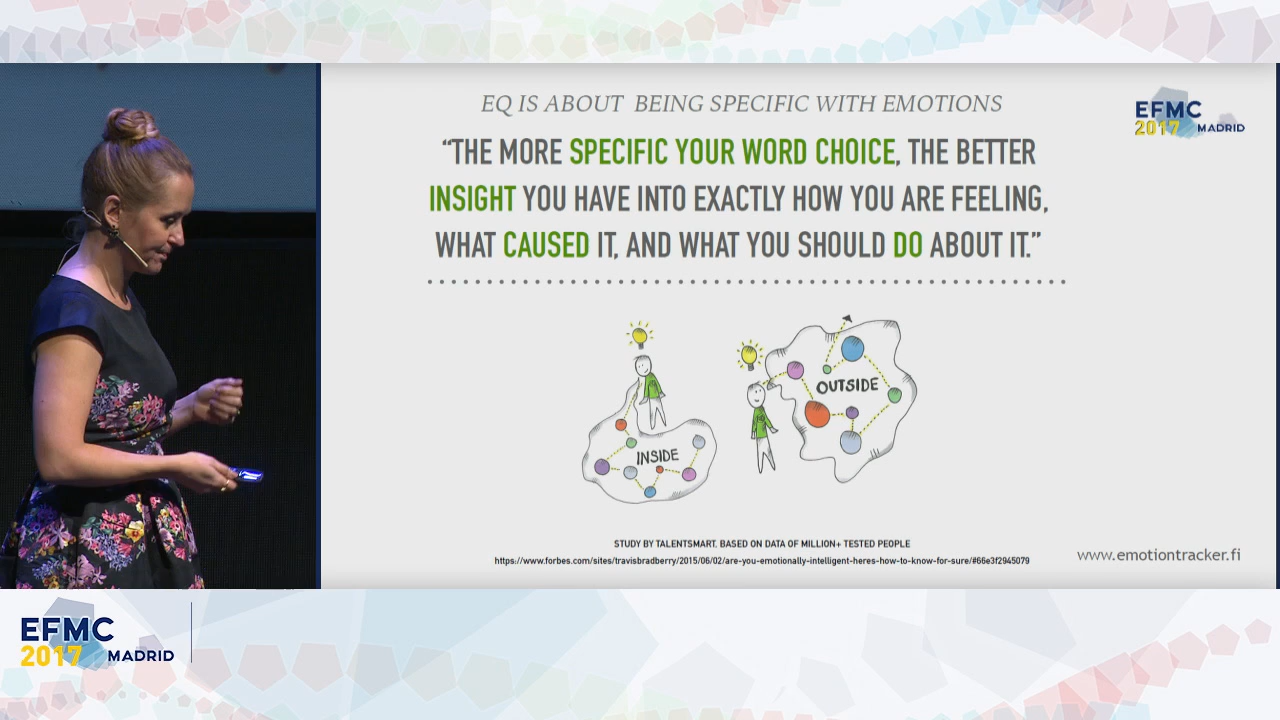 EQ IS ABOUT BEING SPECIFIC WITH EMOTIONS
EFMC
2017 MADRID
“THE MORE SPECIFIC YOUR WORD CHOICE, THE BETTER
INSIGHT YOU HAVE INTO EXACTLY HOW YOU ARE FEELING,
WHAT CAUSED IT, AND WHAT YOU SHOULD DO ABOUT IT.”
OUTSIDE
INSIDE
STUDY BY TALENTSMART, BASED ON DATA OF MILLION+ TESTED PEOPLE
https://www.forbes.com/sites/travisbradberry/2015/06/02/are-you-emotionally-intelligent-heres-how-to-know-for-sure/#66e3f2945079
www.emotiontracker.fi
EFMC
2017 MADRID